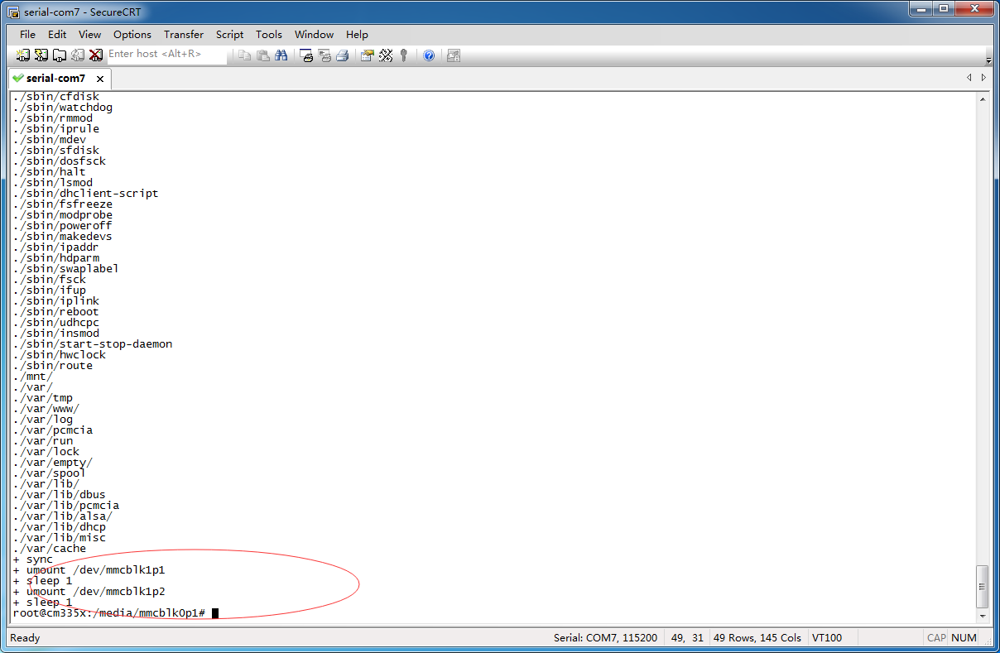 serial-com7 - SecureCRT
File Edit View Options Transfer Script Tools Window Help
Enter host <Alt+R>
serial-com7
./sbin/cfdisk
./sbin/watchdog
./sbin/rmmod
./sbin/iprule
./sbin/mdev
./sbin/sfdisk
./sbin/dosfsck
./sbin/halt
./sbin/lsmod
./sbin/dhclient-script
./sbin/fsfreeze
./sbin/modprobe
./sbin/poweroff
./sbin/makedevs
./sbin/ipaddr
./sbin/hdparm
./sbin/swaplabel
./sbin/fsck
./sbin/ifup
./sbin/iplink
./sbin/reboot
./sbin/udhcpc
./sbin/insmod
./sbin/start-stop-daemon
./sbin/hwclock
./sbin/route
./mnt/
./var/
./var/tmp
./var/www/
./var/log
./var/pcmcia
./var/run
./var/lock
./var/empty/
./var/spool
./var/lib/
./var/lib/dbus
./var/lib/pcmcia
./var/lib/alsa/
./var/lib/dhcp
./var/lib/misc
./var/cache
+ sync
+ umount /dev/mmcblk1p1
+ sleep 1
+ umount /dev/mmcblk1p2
+ sleep 1
root@cm335x:/media/mmcblk0p1#
Ready Serial: COM7, 115200 49, 31 49 Rows, 145 Cols VT100 CAP NUM